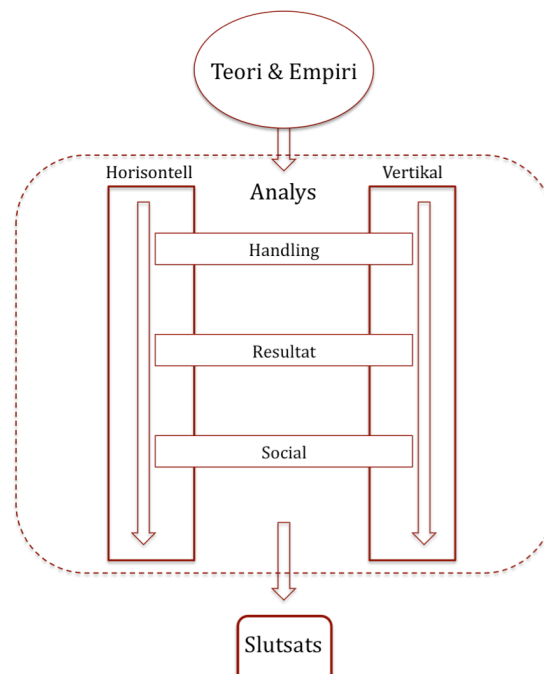 Teori & Empiri
Horisontell
Vertikal
Analys
Handling
Resultat
Social
Slutsats